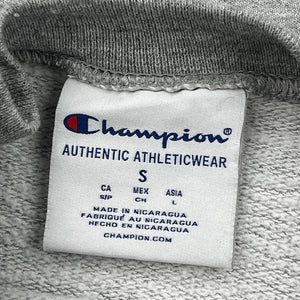 Champion®
AUTHENTIC ATHLETICWEAR
S
CA MEX ASIA
S/P CH L
MADE IN NICARAGUA
FABRIQUÉ AU NICARAGUA
HECHO EN NICARAGUA
CHAMPION.COM